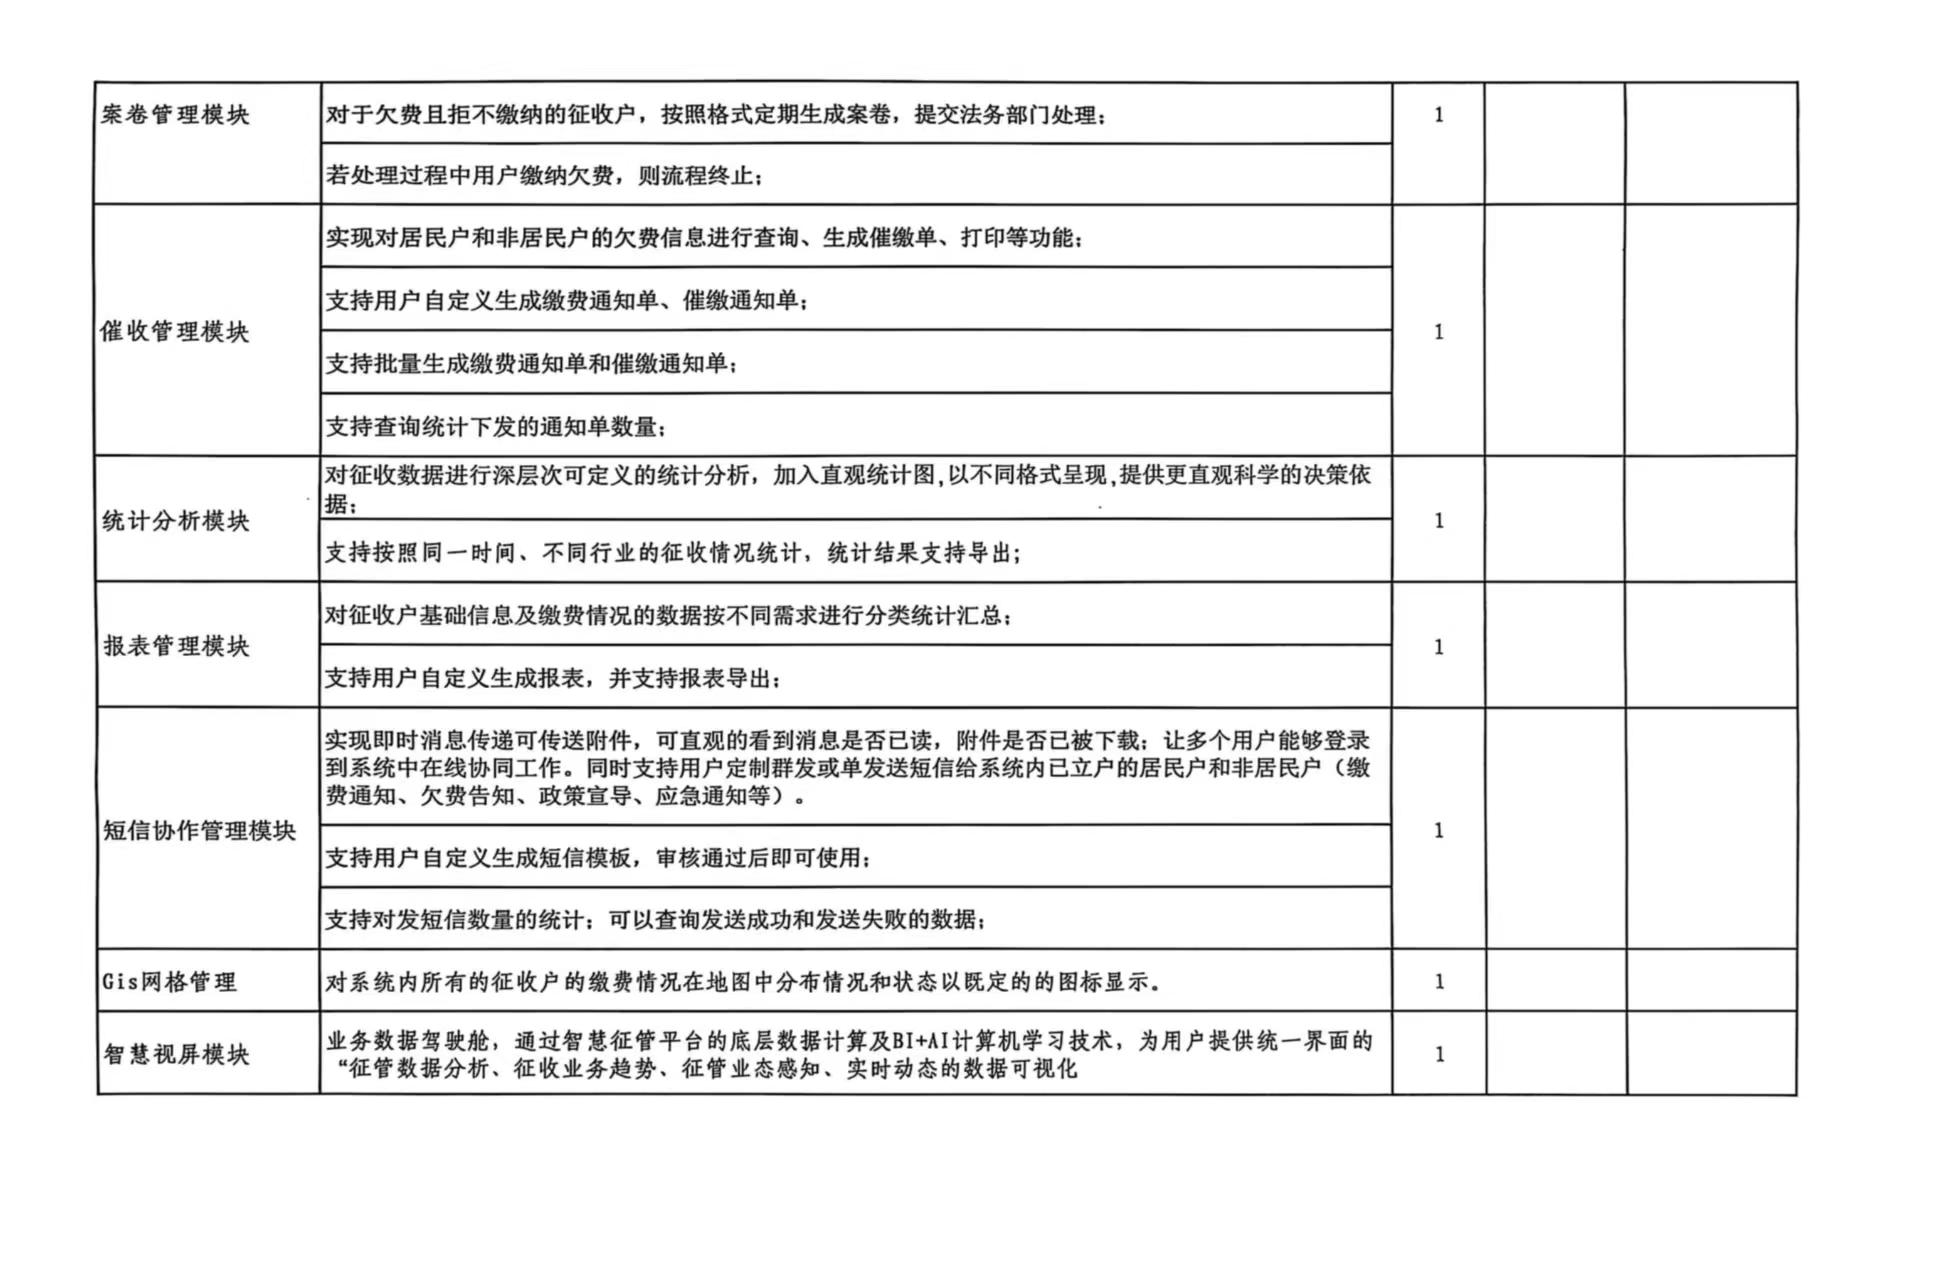 案卷管理模块
对于欠费且拒不缴纳的征收户，按照格式定期生成案卷，提交法务部门处理；
1
若处理过程中用户缴纳欠费，则流程终止；
催收管理模块
实现对居民户和非居民户的欠费信息进行查询、生成催缴单、打印等功能；
支持用户自定义生成缴费通知单、催缴通知单；
支持批量生成缴费通知单和催缴通知单；
支持查询统计下发的通知单数量；
1
统计分析模块
对征收数据进行深层次可定义的统计分析，加入直观统计图,以不同格式呈现,提供更直观科学的决策依
据；
支持按照同一时间、不同行业的征收情况统计，统计结果支持导出；
1
报表管理模块
对征收户基础信息及缴费情况的数据按不同需求进行分类统计汇总；
支持用户自定义生成报表，并支持报表导出；
1
短信协作管理模块
实现即时消息传递可传送附件，可直观的看到消息是否已读，附件是否已被下载；让多个用户能够登录
到系统中在线协同工作。同时支持用户定制群发或单发送短信给系统内已立户的居民户和非居民户（缴
费通知、欠费告知、政策宣导、应急通知等）。
支持用户自定义生成短信模板，审核通过后即可使用；
支持对发短信数量的统计；可以查询发送成功和发送失败的数据；
1
Gis网格管理
对系统内所有的征收户的缴费情况在地图中分布情况和状态以既定的的图标显示。
1
智慧视屏模块
业务数据驾驶舱，通过智慧征管平台的底层数据计算及BI+AI计算机学习技术，为用户提供统一界面的
“征管数据分析、征收业务趋势、征管业态感知、实时动态的数据可视化
1